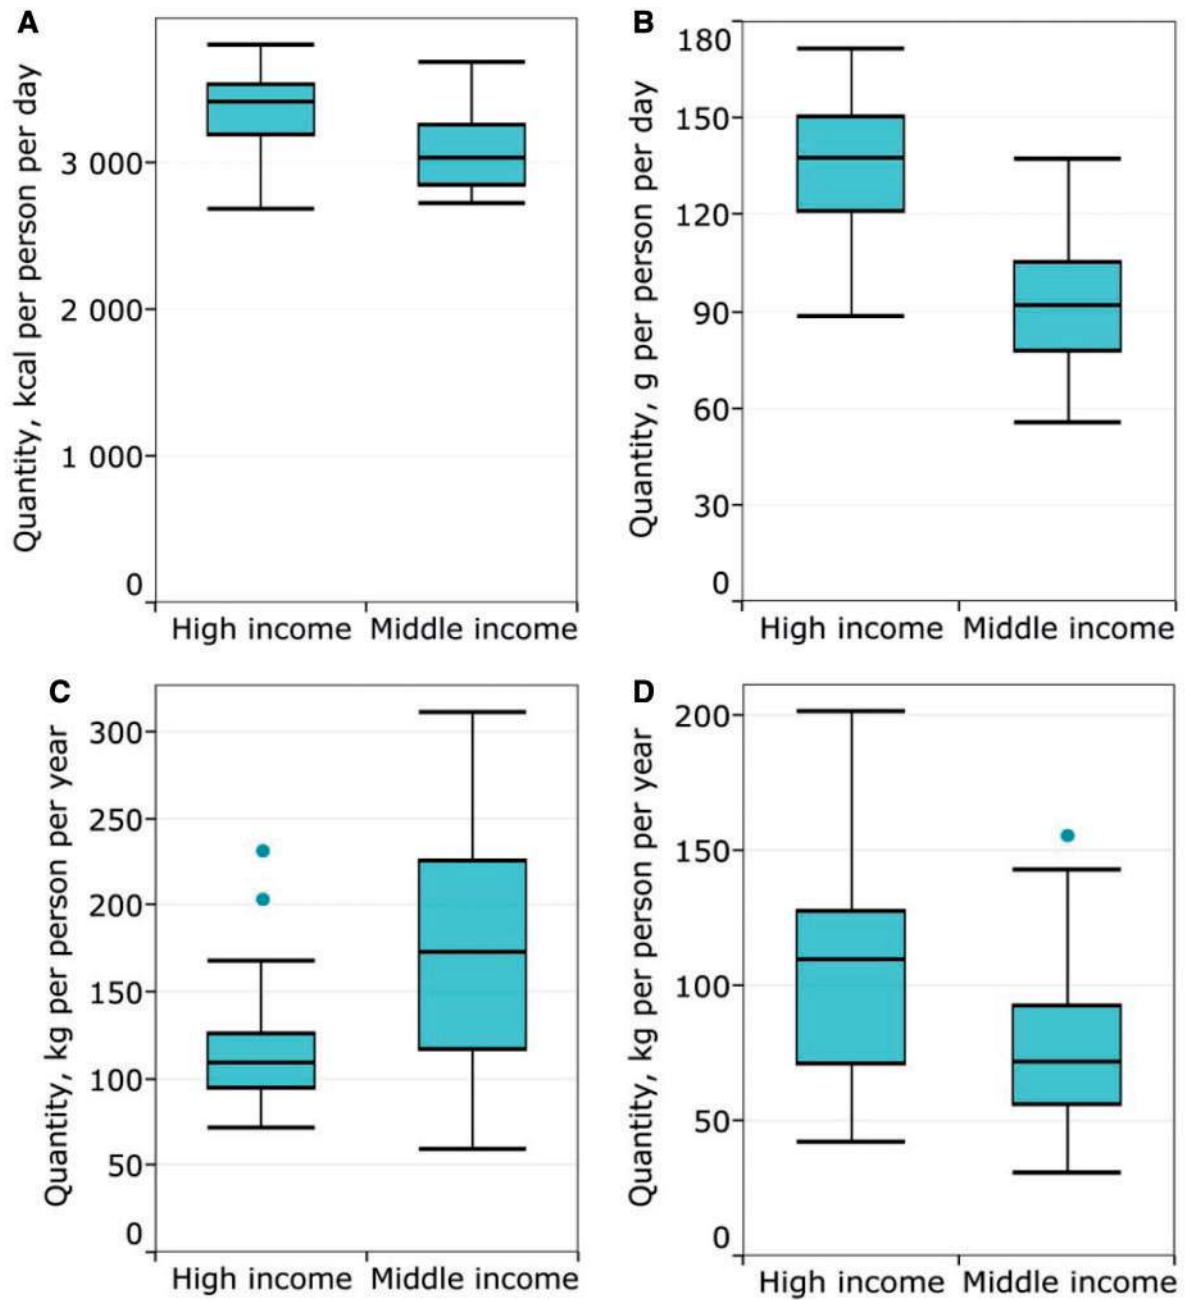 A
Quantity, kcal per person per day
3 000
2 000
1 000
0
High income
Middle income
B
Quantity, g per person per day
180
150
120
90
60
30
0
High income
Middle income
C
Quantity, kg per person per year
300
250
200
150
100
50
0
High income
Middle income
D
Quantity, kg per person per year
200
150
100
50
0
High income
Middle income